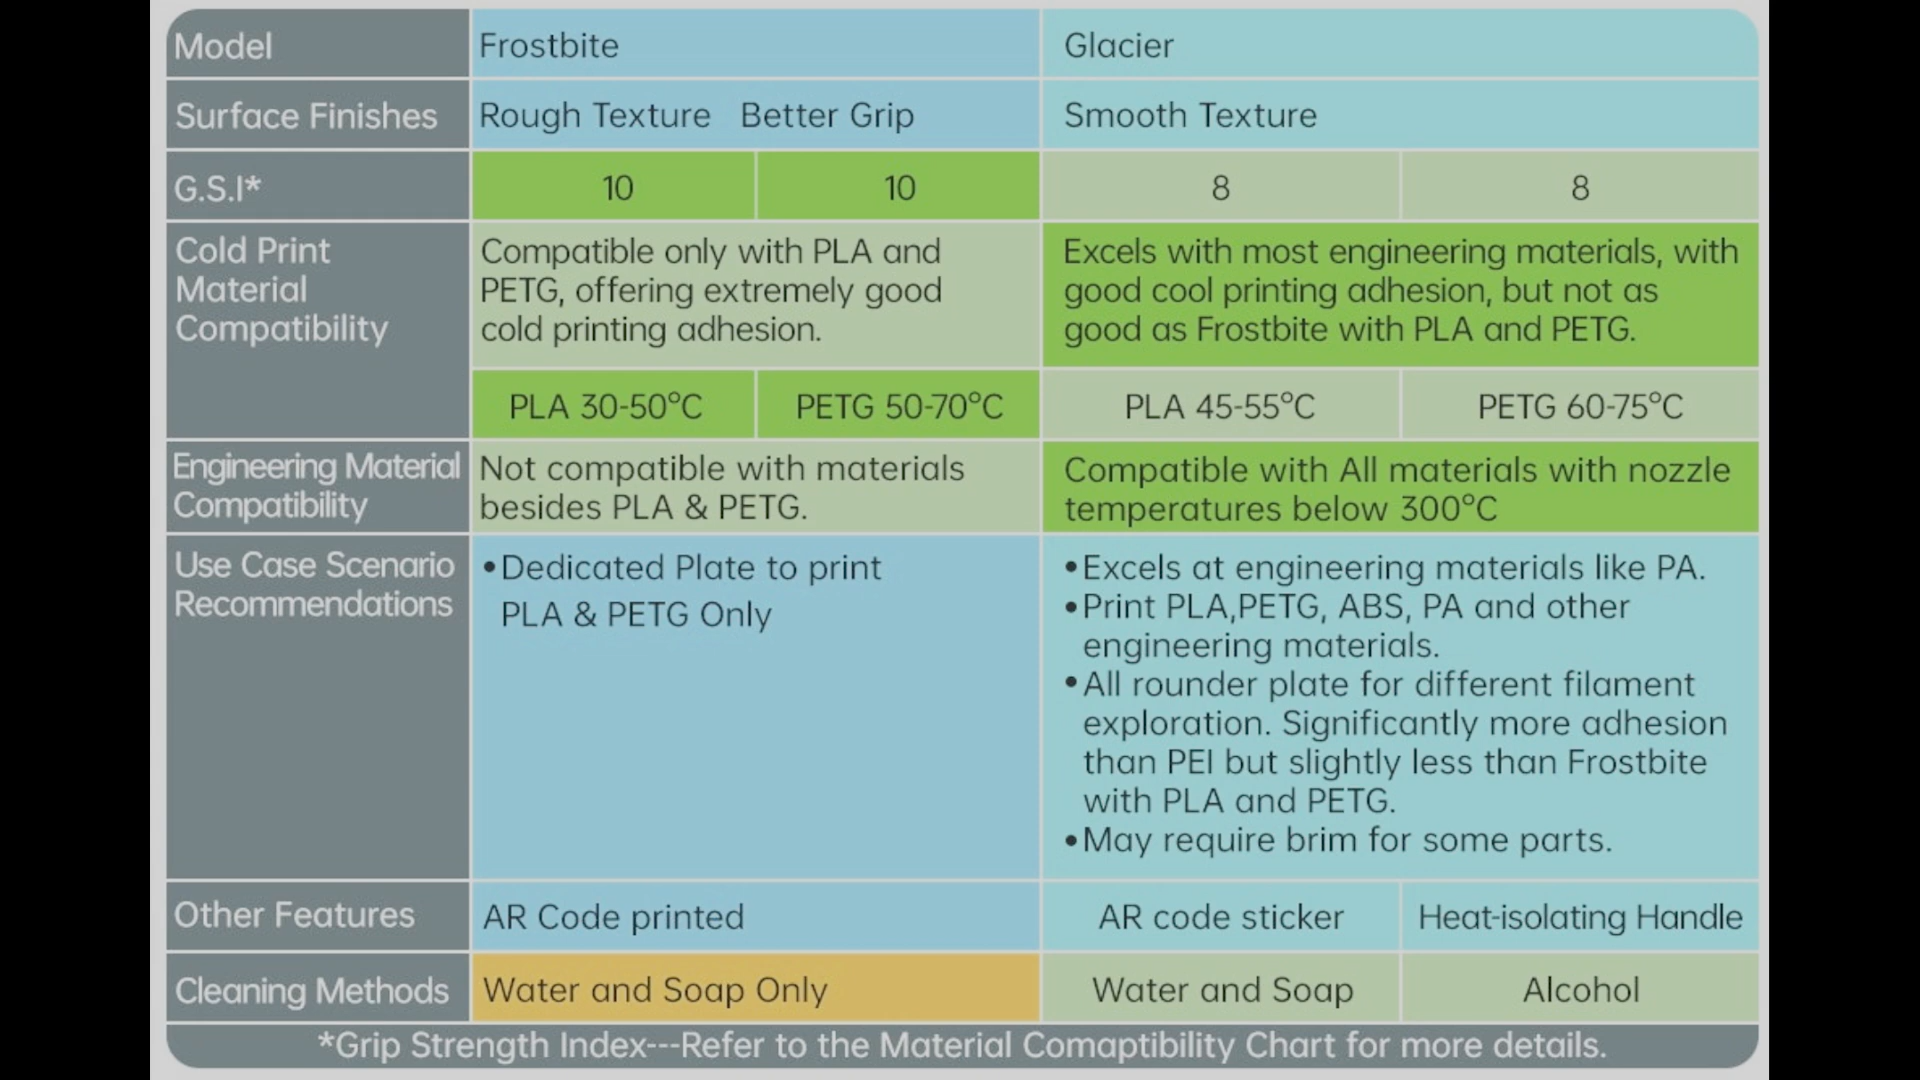 Model
Frostbite
Glacier
Surface Finishes
Rough Texture Better Grip
Smooth Texture
G.S.I*
10
10
8
8
Cold Print
Material
Compatibility
Compatible only with PLA and
PETG, offering extremely good
cold printing adhesion.
Excels with most engineering materials, with
good cool printing adhesion, but not as
good as Frostbite with PLA and PETG.
PLA 30-50°C
PETG 50-70°C
PLA 45-55°C
PETG 60-75°C
Engineering Material
Compatibility
Not compatible with materials
besides PLA & PETG.
Compatible with All materials with nozzle
temperatures below 300°C
Use Case Scenario
Recommendations
•Dedicated Plate to print
PLA & PETG Only
•Excels at engineering materials like PA.
•Print PLA,PETG, ABS, PA and other
engineering materials.
•All rounder plate for different filament
exploration. Significantly more adhesion
than PEI but slightly less than Frostbite
with PLA and PETG.
•May require brim for some parts.
Other Features
AR Code printed
AR code sticker
Heat-isolating Handle
Cleaning Methods
Water and Soap Only
Water and Soap
Alcohol
*Grip Strength Index---Refer to the Material Comaptibility Chart for more details.